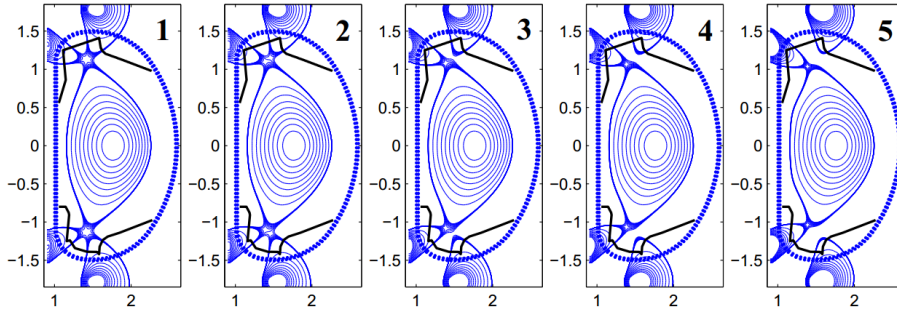 1 2 3 4 5
1.5 1.5 1.5 1.5 1.5
1 1 1 1 1
0.5 0.5 0.5 0.5 0.5
0 0 0 0 0
−0.5 −0.5 −0.5 −0.5 −0.5
−1 −1 −1 −1 −1
−1.5 −1.5 −1.5 −1.5 −1.5
1 2 1 2 1 2 1 2 1 2